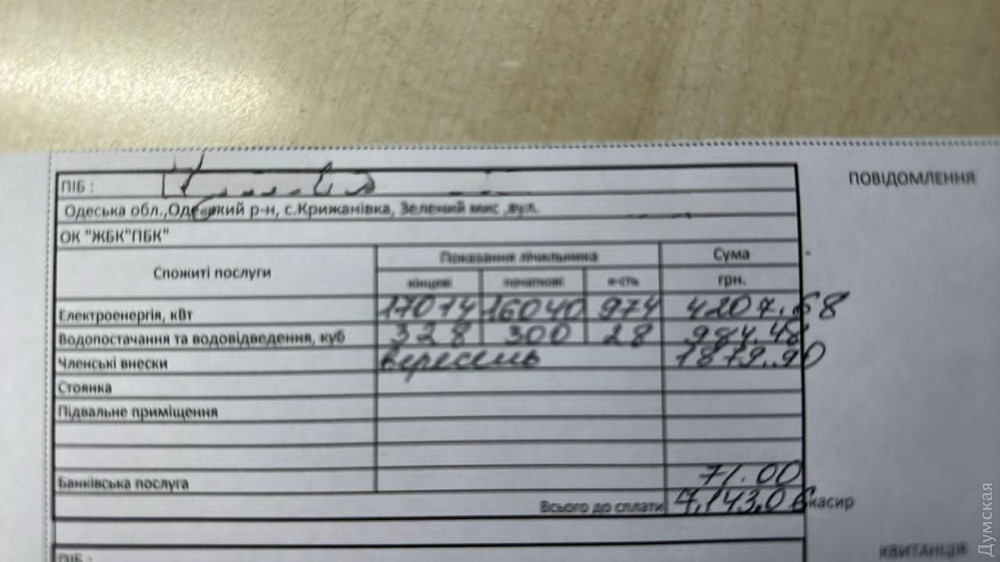 ПОВІДОМЛЕННЯ
ПІБ :
Одеська обл.,Одеський р-н, с.Крижанівка, Зелений мис ,вул.
ОК "ЖБК"ПБК"
Спожиті послуги Показання лічильника Сума
кінцеві початкові к-сть грн.
Електроенергія, кВт 17014 16040 974 4207.68
Водопостачання та водовідведення, куб 328 300 28 984.48
Членські внески вересень 1879.90
Стоянка
Підвальне приміщення
Банківська послуга 71.00
Всього до сплати 7,143.06 касир
ПІБ :
КВИТАНЦІЯ
Думская